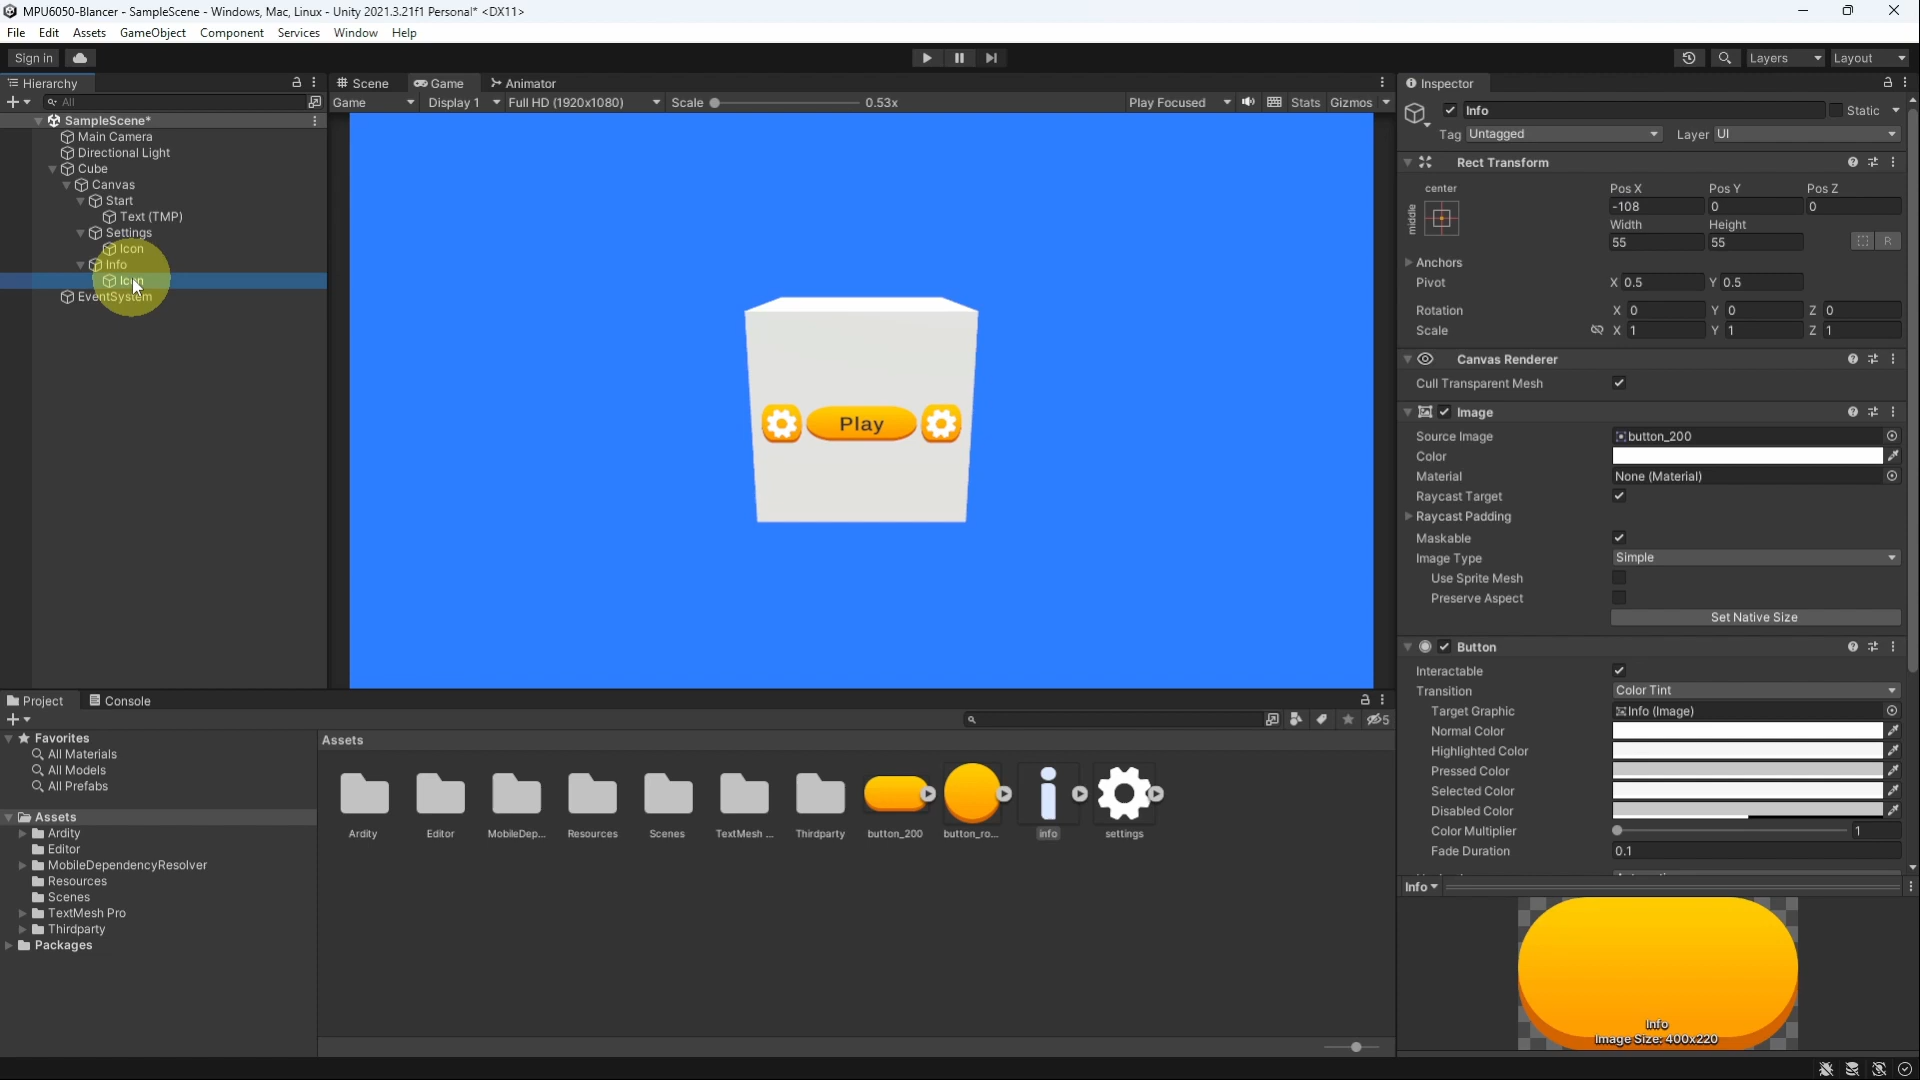 MPU6050-Blancer - SampleScene - Windows, Mac, Linux - Unity 2021.3.21f1 Personal* <DX11>
File Edit Assets GameObject Component Services Window Help
Sign in
Layers
Layout
Hierarchy
All
SampleScene*
Main Camera
Directional Light
Cube
Canvas
Start
Text (TMP)
Settings
Icon
Info
Icon
EventSystem
Scene
Game
Animator
Game
Display 1
Full HD (1920x1080)
Scale
0.53x
Play Focused
Stats
Gizmos
Play
Inspector
Info
Static
Tag
Untagged
Layer
UI
Rect Transform
center
middle
Pos X
Pos Y
Pos Z
-108
0
0
Width
Height
55
55
R
Anchors
Pivot
X 0.5
Y 0.5
Rotation
X 0
Y 0
Z 0
Scale
X 1
Y 1
Z 1
Canvas Renderer
Cull Transparent Mesh
Image
Source Image
button_200
Color
Material
None (Material)
Raycast Target
Raycast Padding
Maskable
Image Type
Simple
Use Sprite Mesh
Preserve Aspect
Set Native Size
Button
Interactable
Transition
Color Tint
Target Graphic
Info (Image)
Normal Color
Highlighted Color
Pressed Color
Selected Color
Disabled Color
Color Multiplier
1
Fade Duration
0.1
Info
Info
Image Size: 400x220
Project
Console
5
Favorites
All Materials
All Models
All Prefabs
Assets
Ardity
Editor
MobileDependencyResolver
Resources
Scenes
TextMesh Pro
Thirdparty
Packages
Assets
Ardity
Editor
MobileDep...
Resources
Scenes
TextMesh ...
Thirdparty
button_200
button_ro...
info
settings